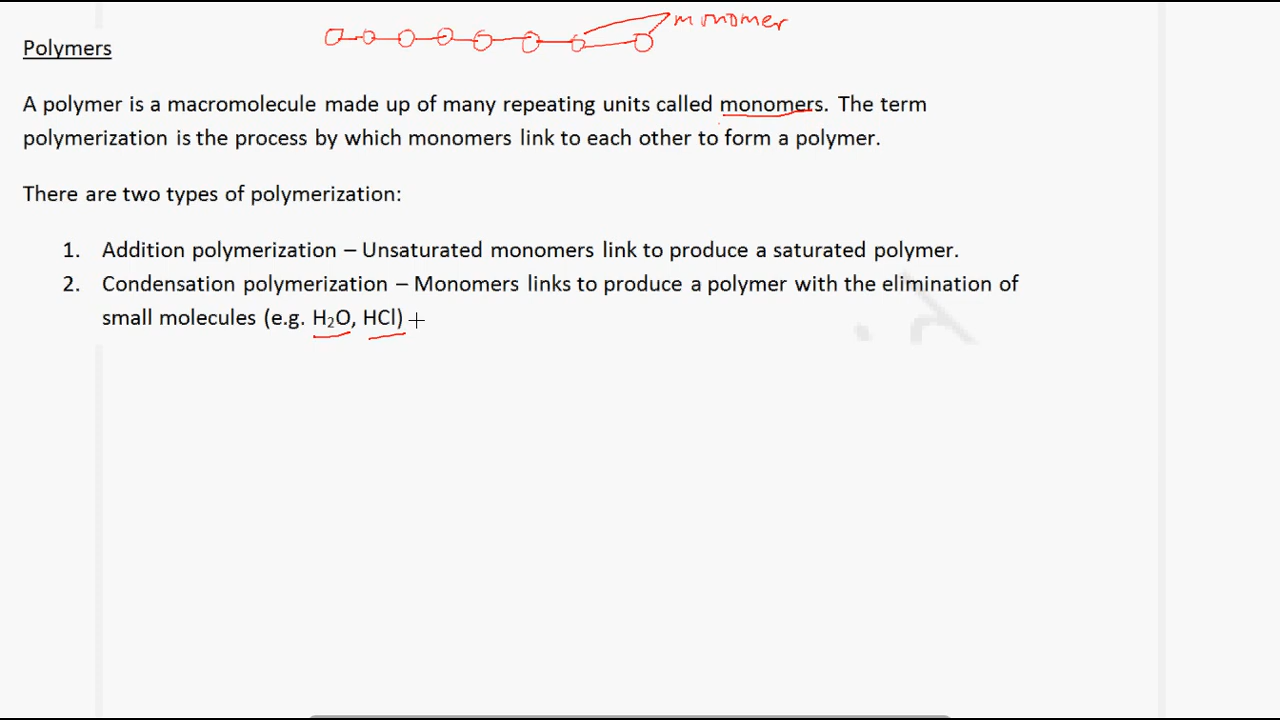 monomer
Polymers
A polymer is a macromolecule made up of many repeating units called monomers. The term
polymerization is the process by which monomers link to each other to form a polymer.
There are two types of polymerization:
1. Addition polymerization – Unsaturated monomers link to produce a saturated polymer.
2. Condensation polymerization – Monomers links to produce a polymer with the elimination of
small molecules (e.g. H₂O, HCl)